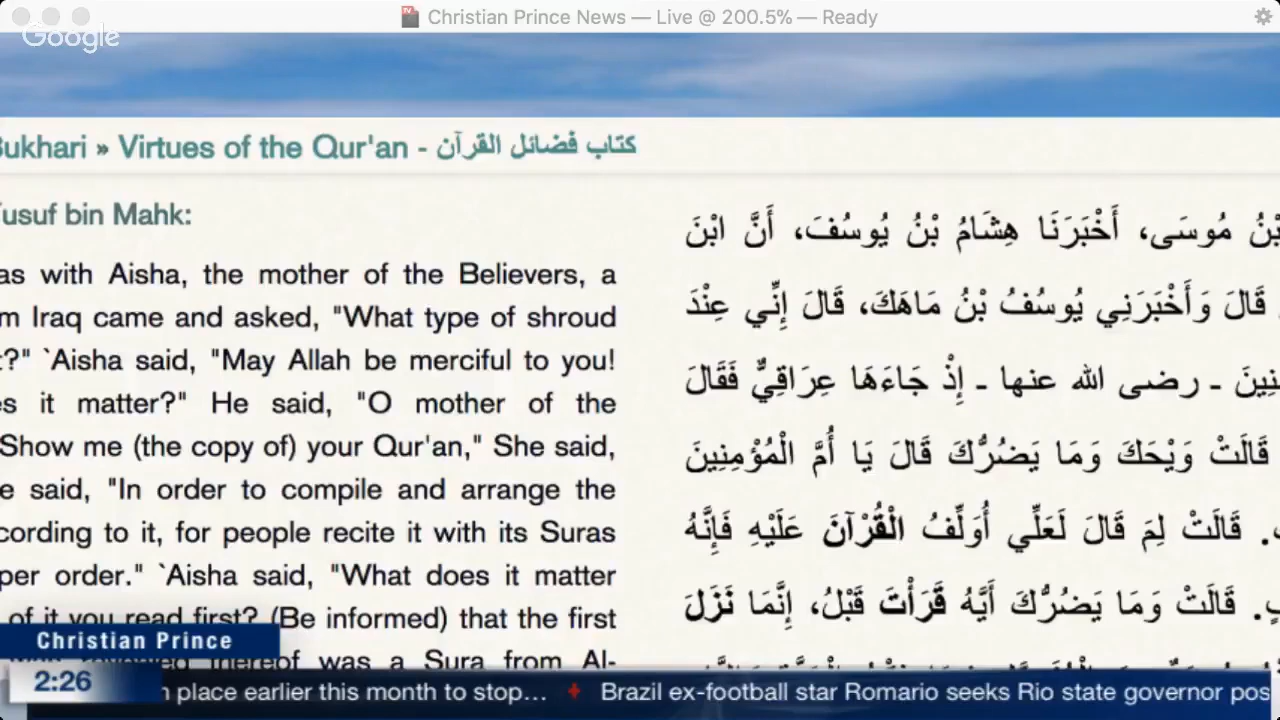 Christian Prince News — Live @ 200.5% — Ready
Google
Bukhari » Virtues of the Qur'an - كتاب فضائل القرآن
Yusuf bin Mahk:
as with Aisha, the mother of the Believers, a
m Iraq came and asked, "What type of shroud
t?" `Aisha said, "May Allah be merciful to you!
es it matter?" He said, "O mother of the
Show me (the copy of) your Qur'an," She said,
e said, "In order to compile and arrange the
cording to it, for people recite it with its Suras
per order." `Aisha said, "What does it matter
of it you read first? (Be informed) that the first
revealed thereof was a Sura from Al-
بْنُ مُوسَى، أَخْبَرَنَا هِشَامُ بْنُ يُوسُفَ، أَنَّ ابْنَ
قَالَ وَأَخْبَرَنِي يُوسُفُ بْنُ مَاهَكَ، قَالَ إِنِّي عِنْدَ
نِينَ ـ رضى الله عنها ـ إِذْ جَاءَهَا عِرَاقِيٌّ فَقَالَ
قَالَتْ وَيْحَكَ وَمَا يَضُرُّكَ قَالَ يَا أُمَّ الْمُؤْمِنِينَ
. قَالَتْ لِمَ قَالَ لَعَلِّي أُوَلِّفُ الْقُرْآنَ عَلَيْهِ فَإِنَّهُ
. قَالَتْ وَمَا يَضُرُّكَ أَيَّهُ قَرَأْتَ قَبْلُ، إِنَّمَا نَزَلَ
Christian Prince
2:26
n place earlier this month to stop... Brazil ex-football star Romario seeks Rio state governor pos